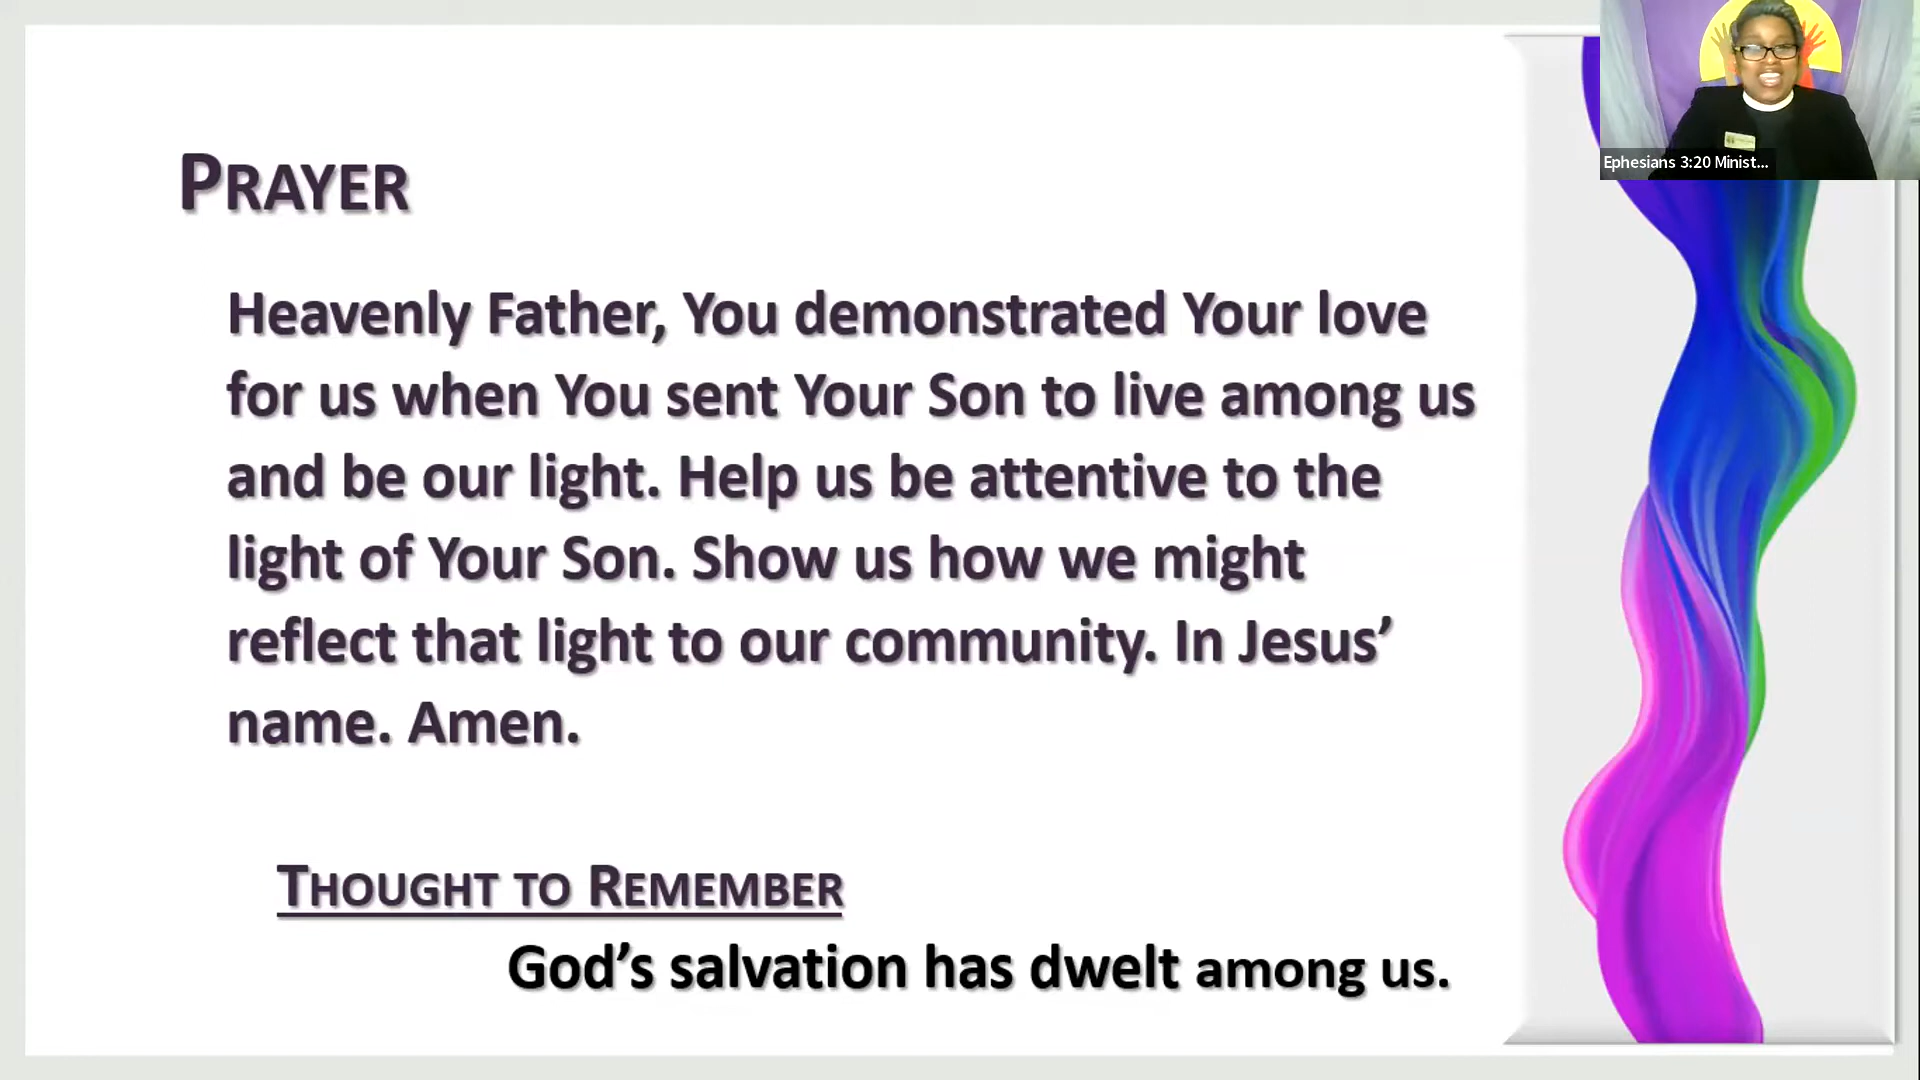 Ephesians 3:20 Minist...
PRAYER
Heavenly Father, You demonstrated Your love
for us when You sent Your Son to live among us
and be our light. Help us be attentive to the
light of Your Son. Show us how we might
reflect that light to our community. In Jesus’
name. Amen.
THOUGHT TO REMEMBER
God’s salvation has dwelt among us.